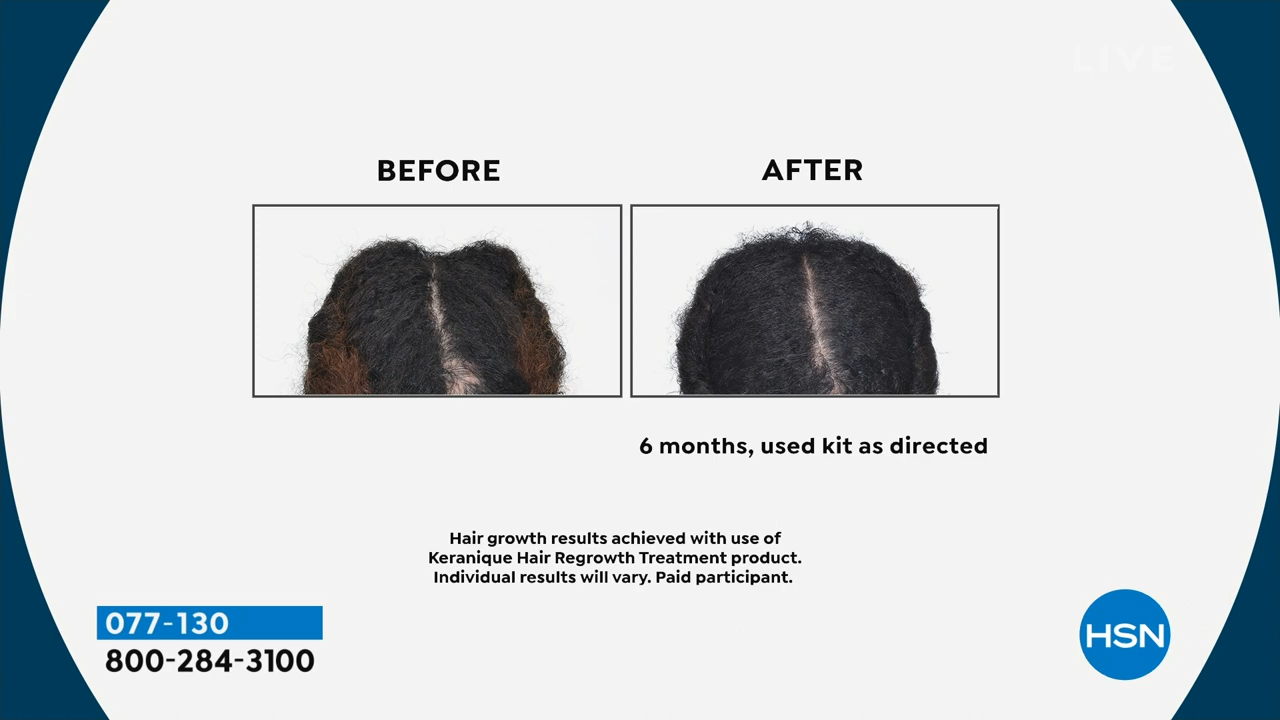 LIVE
BEFORE
AFTER
6 months, used kit as directed
Hair growth results achieved with use of
Keranique Hair Regrowth Treatment product.
Individual results will vary. Paid participant.
077-130
800-284-3100
HSN